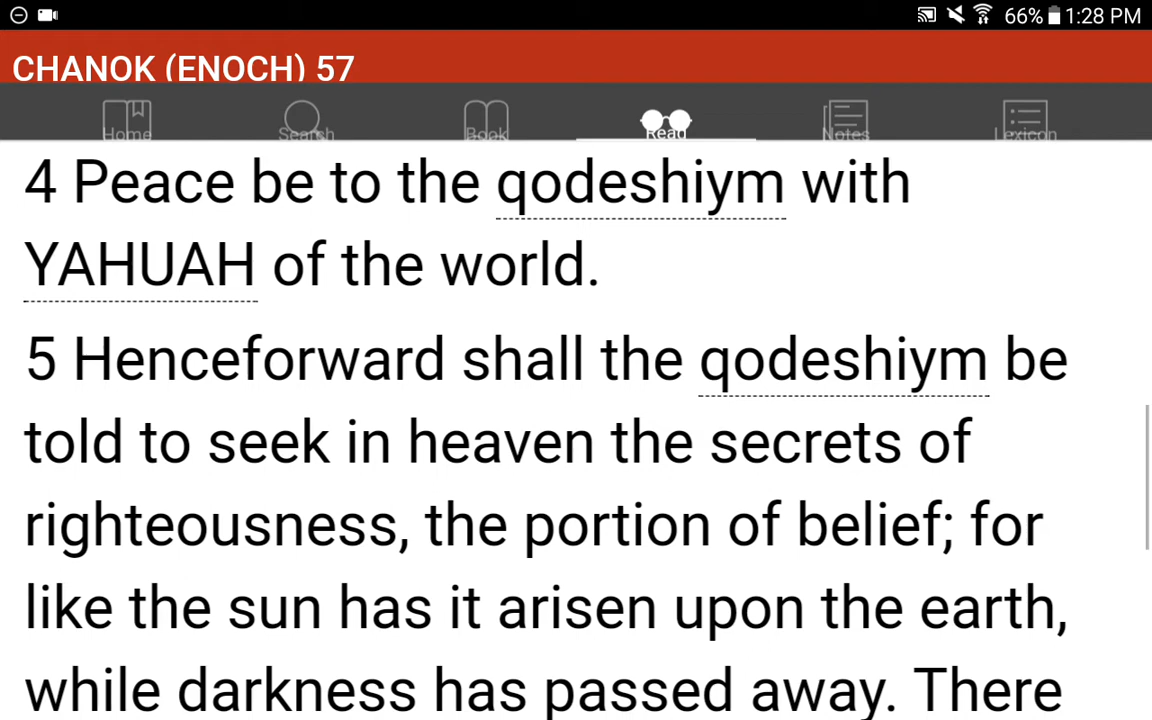 66% 1:28 PM
CHANOK (ENOCH) 57
Home Search Book Read Notes Lexicon
4 Peace be to the qodeshiym with
YAHUAH of the world.
5 Henceforward shall the qodeshiym be
told to seek in heaven the secrets of
righteousness, the portion of belief; for
like the sun has it arisen upon the earth,
while darkness has passed away. There